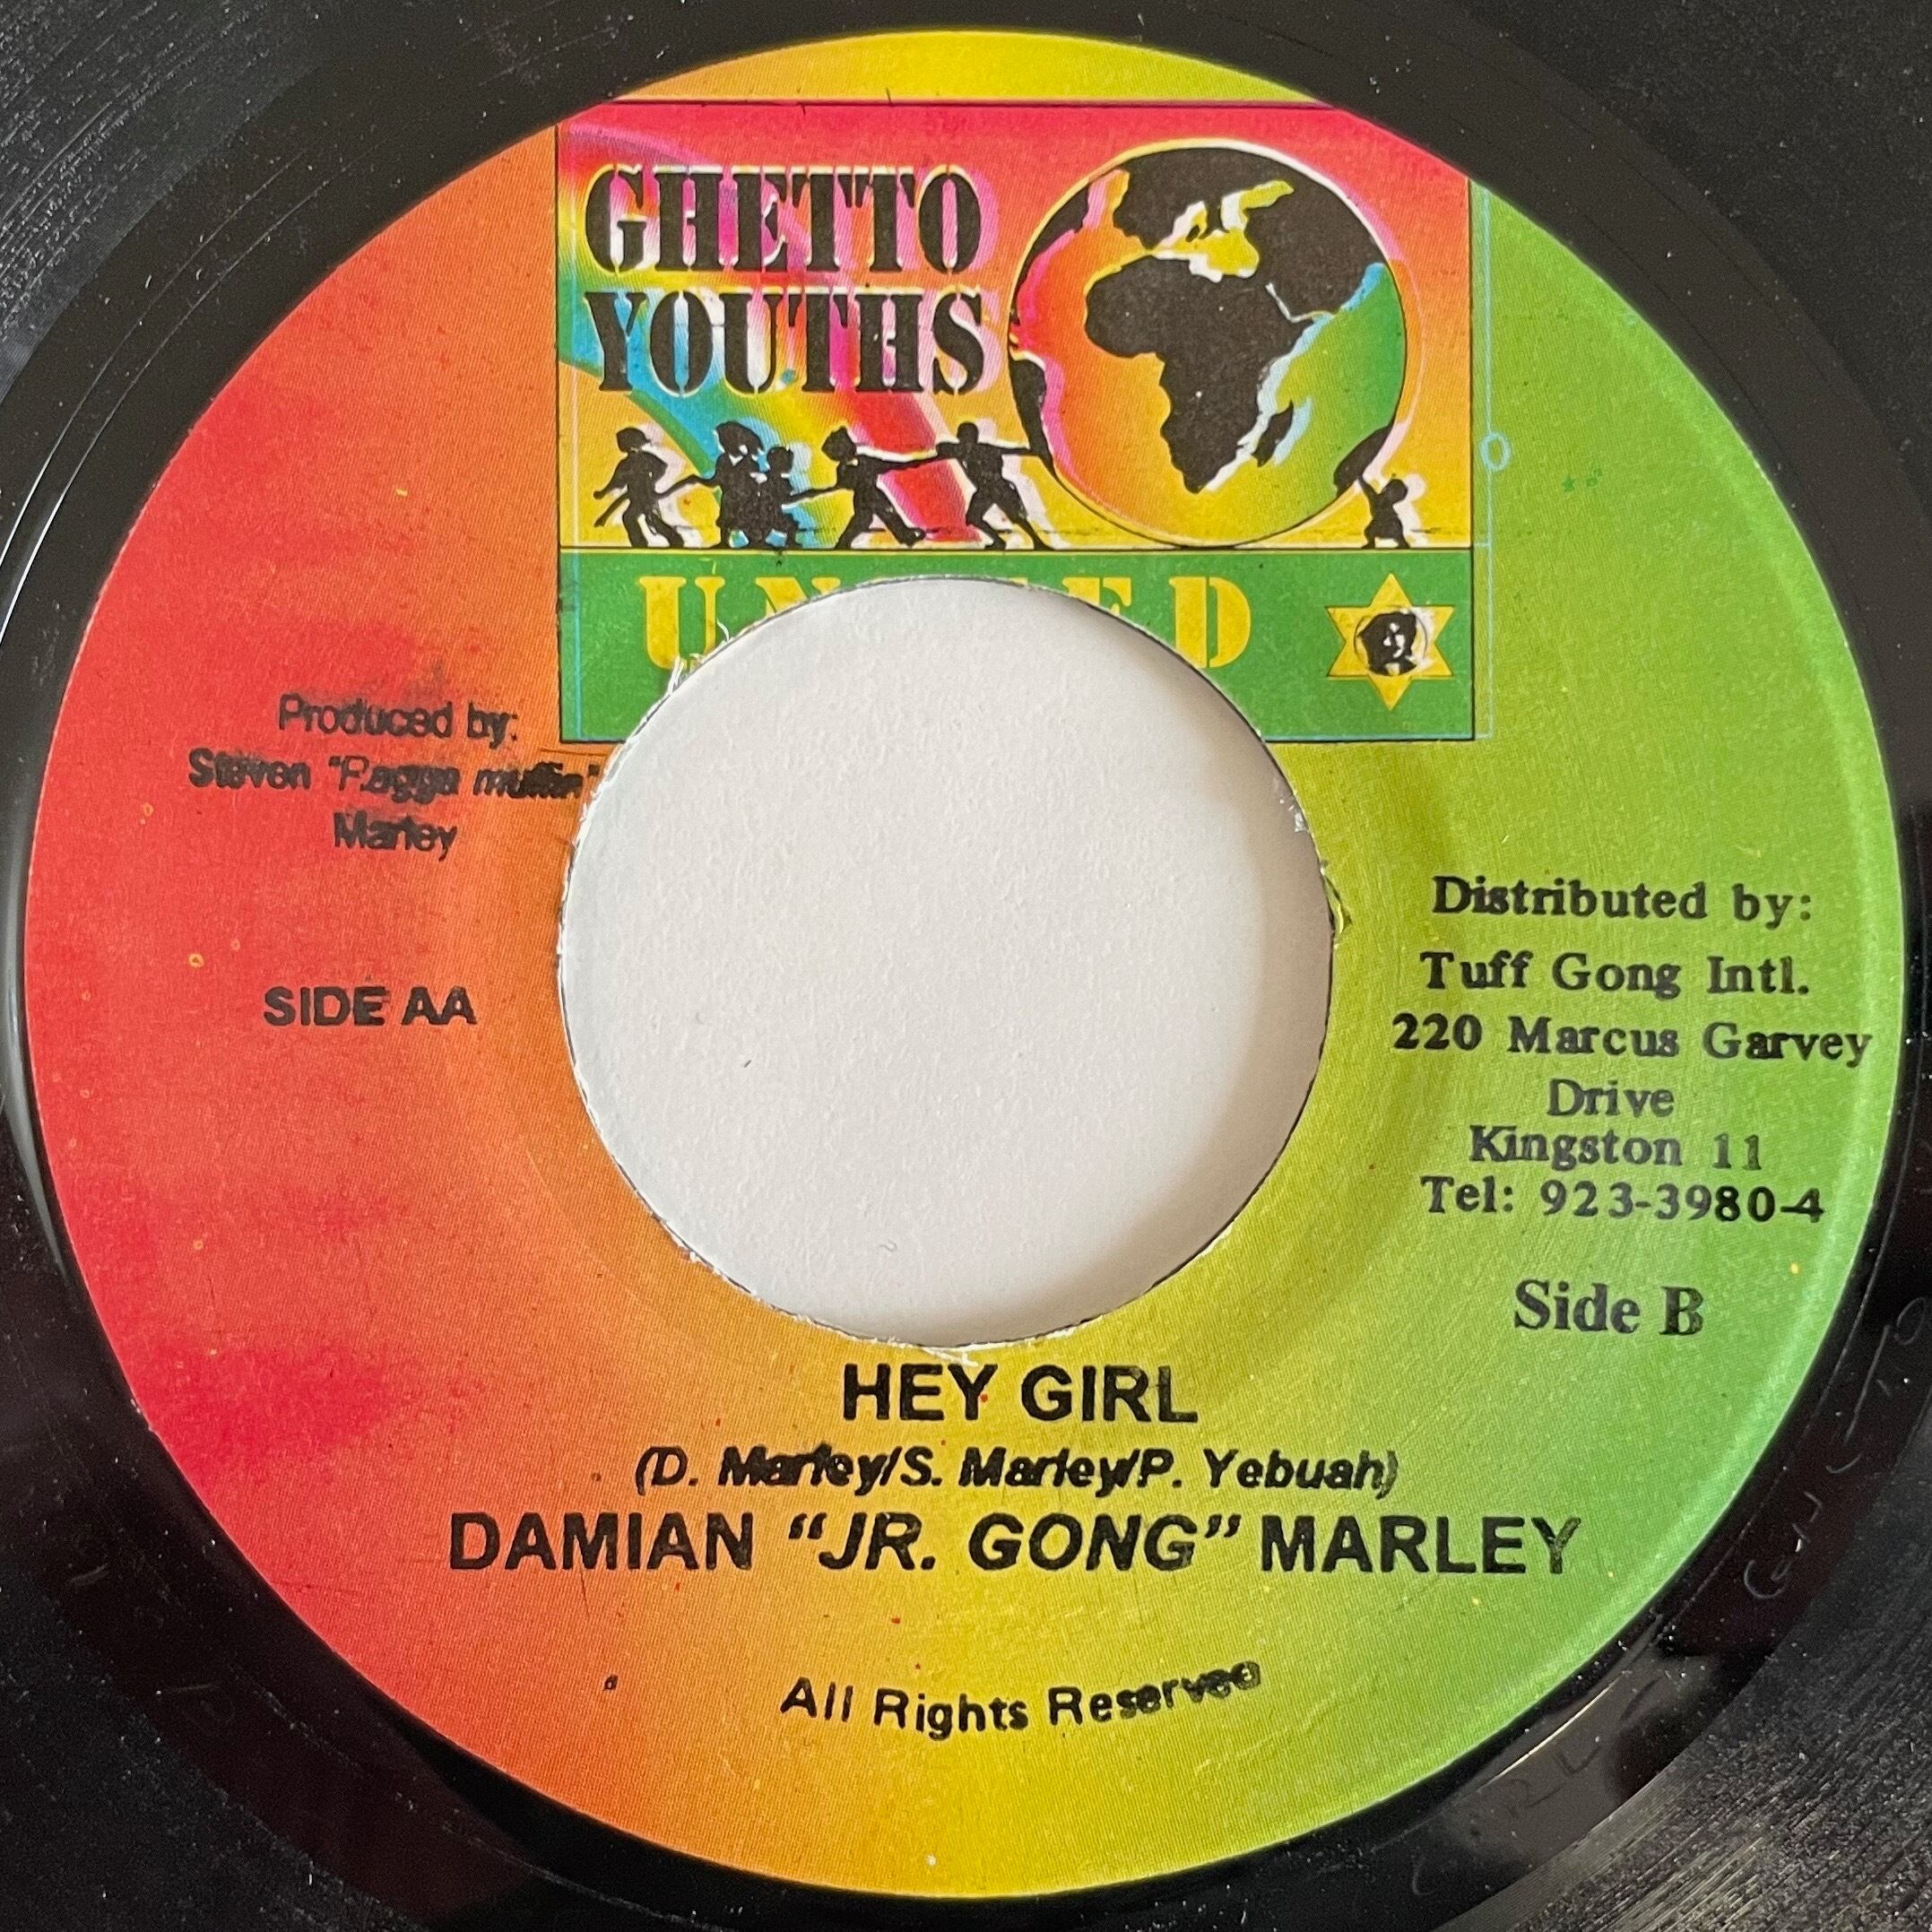 GHETTO
YOUTHS
Produced by:
Steven "Ragga muffin"
Marley
SIDE AA
Distributed by:
Tuff Gong Intl.
220 Marcus Garvey
Drive
Kingston 11
Tel: 923-3980-4
Side B
HEY GIRL
(D. Marley/S. Marley/P. Yebuah)
DAMIAN "JR. GONG" MARLEY
All Rights Reserved